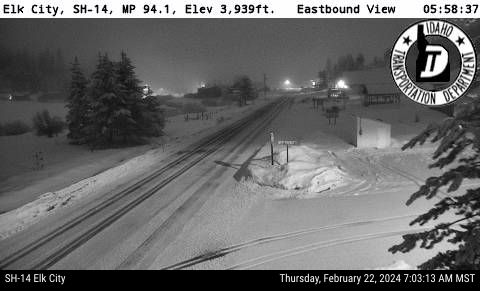 Elk City, SH-14, MP 94.1, Elev 3,939ft. Eastbound View 05:58:37
IDAHO
TRANSPORTATION DEPARTMENT
SH-14 Elk City Thursday, February 22, 2024 7:03:13 AM MST